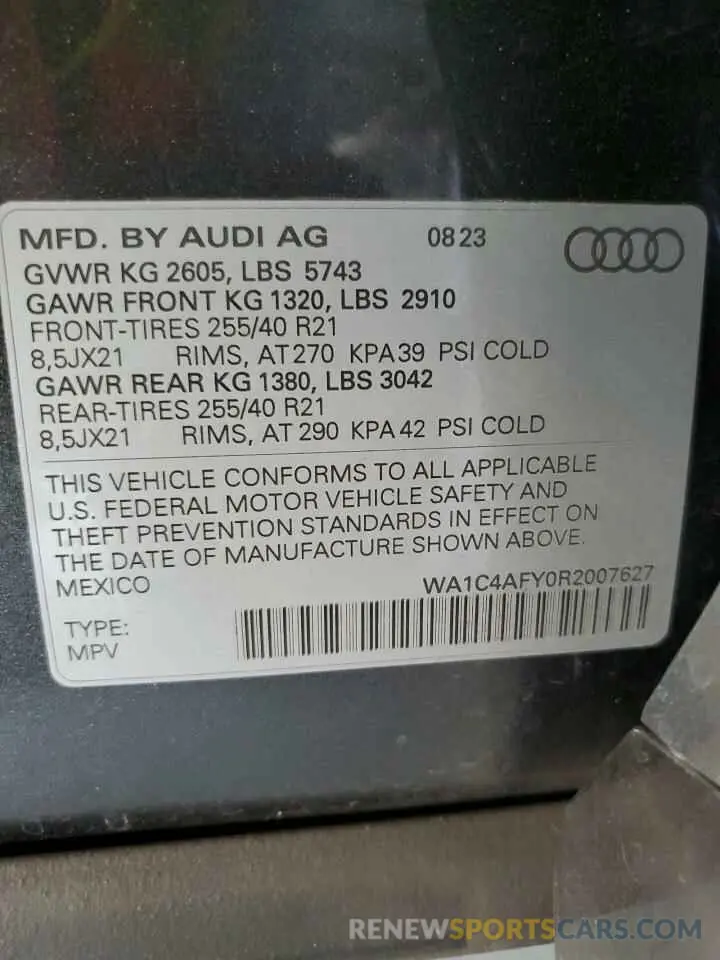 MFD. BY AUDI AG 08 23
GVWR KG 2605, LBS 5743
GAWR FRONT KG 1320, LBS 2910
FRONT-TIRES 255/40 R21
8,5JX21 RIMS, AT 270 KPA 39 PSI COLD
GAWR REAR KG 1380, LBS 3042
REAR-TIRES 255/40 R21
8,5JX21 RIMS, AT 290 KPA 42 PSI COLD
THIS VEHICLE CONFORMS TO ALL APPLICABLE
U.S. FEDERAL MOTOR VEHICLE SAFETY AND
THEFT PREVENTION STANDARDS IN EFFECT ON
THE DATE OF MANUFACTURE SHOWN ABOVE.
MEXICO WA1C4AFY0R2007627
TYPE:
MPV
RENEWSPORTSCARS.COM